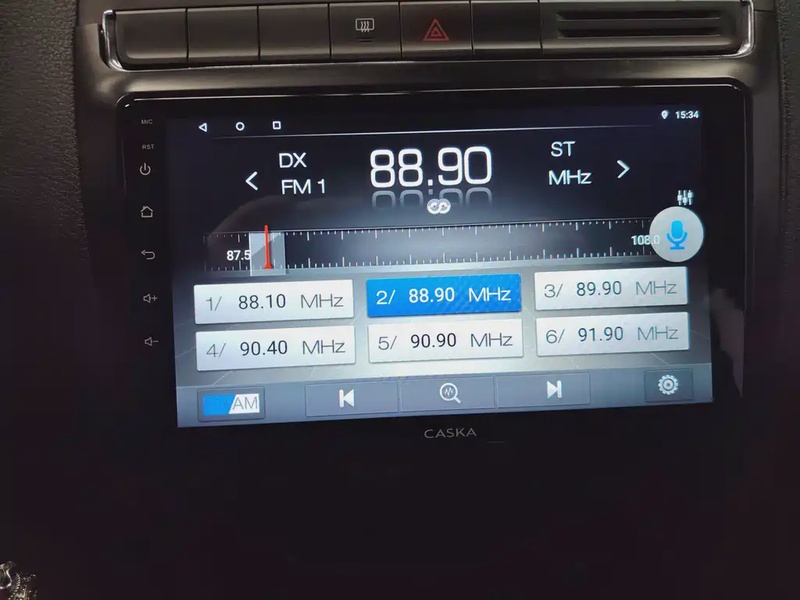 MIC
RST
15:34
DX
88.90
ST
FM 1
MHz
87.5
108.0
1/ 88.10 MHz
2/ 88.90 MHz
3/ 89.90 MHz
4/ 90.40 MHz
5/ 90.90 MHz
6/ 91.90 MHz
AM
CASKA